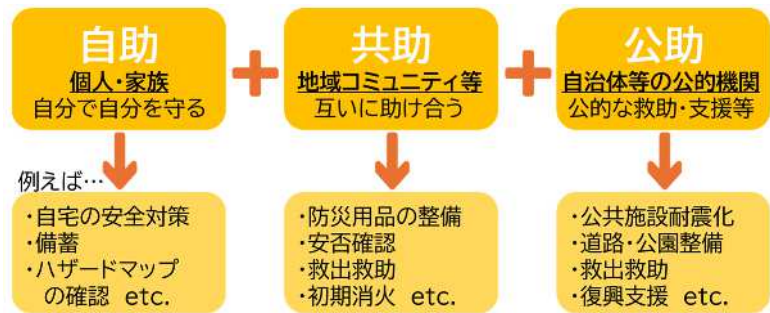 自助
個人・家族
自分で自分を守る
+
共助
地域コミュニティ等
互いに助け合う
+
公助
自治体等の公的機関
公的な救助・支援等
例えば…
・自宅の安全対策
・備蓄
・ハザードマップ
の確認 etc.
・防災用品の整備
・安否確認
・救出救助
・初期消火 etc.
・公共施設耐震化
・道路・公園整備
・救出救助
・復興支援 etc.